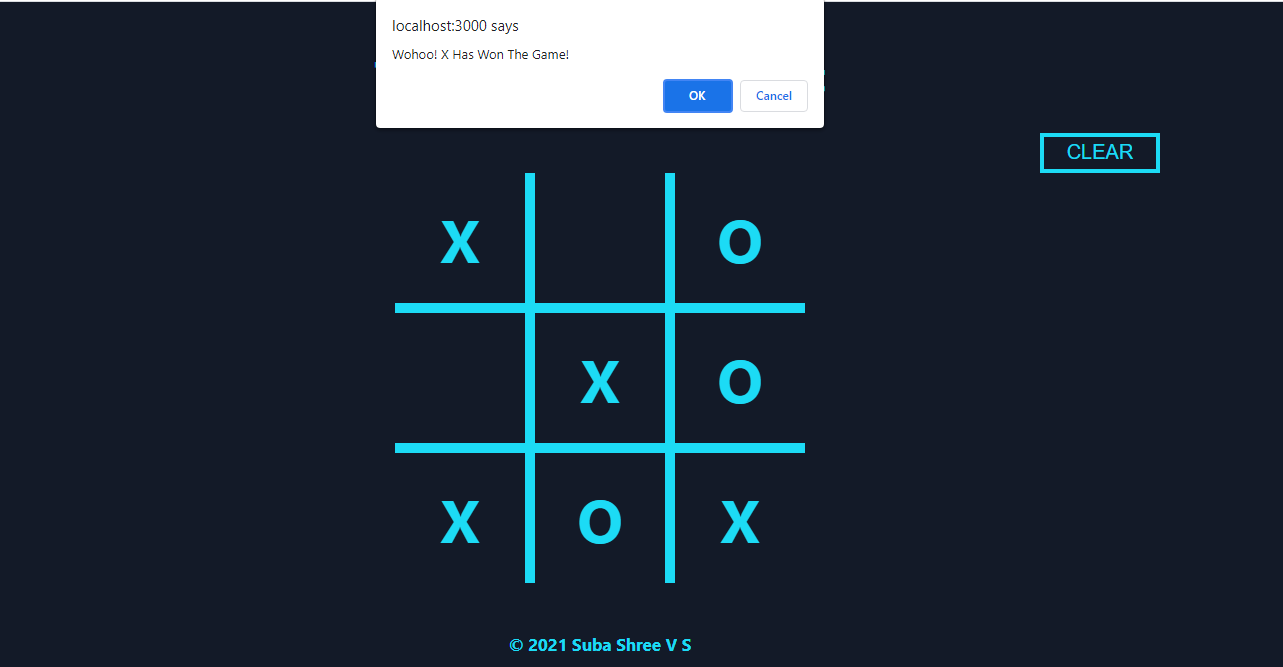 localhost:3000 says
Wohoo! X Has Won The Game!
OK Cancel
CLEAR
X O
X O
X O X
© 2021 Suba Shree V S